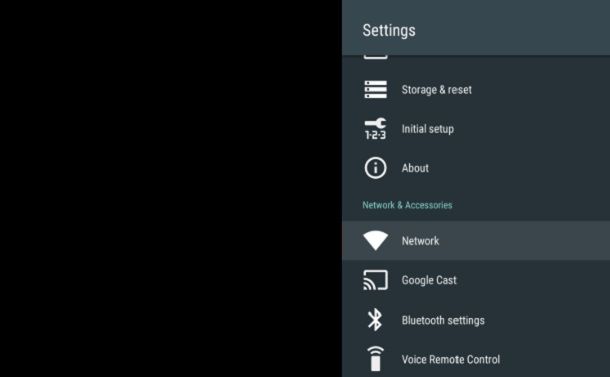 Settings
Storage & reset
1-2-3
Initial setup
About
Network & Accessories
Network
Google Cast
Bluetooth settings
Voice Remote Control